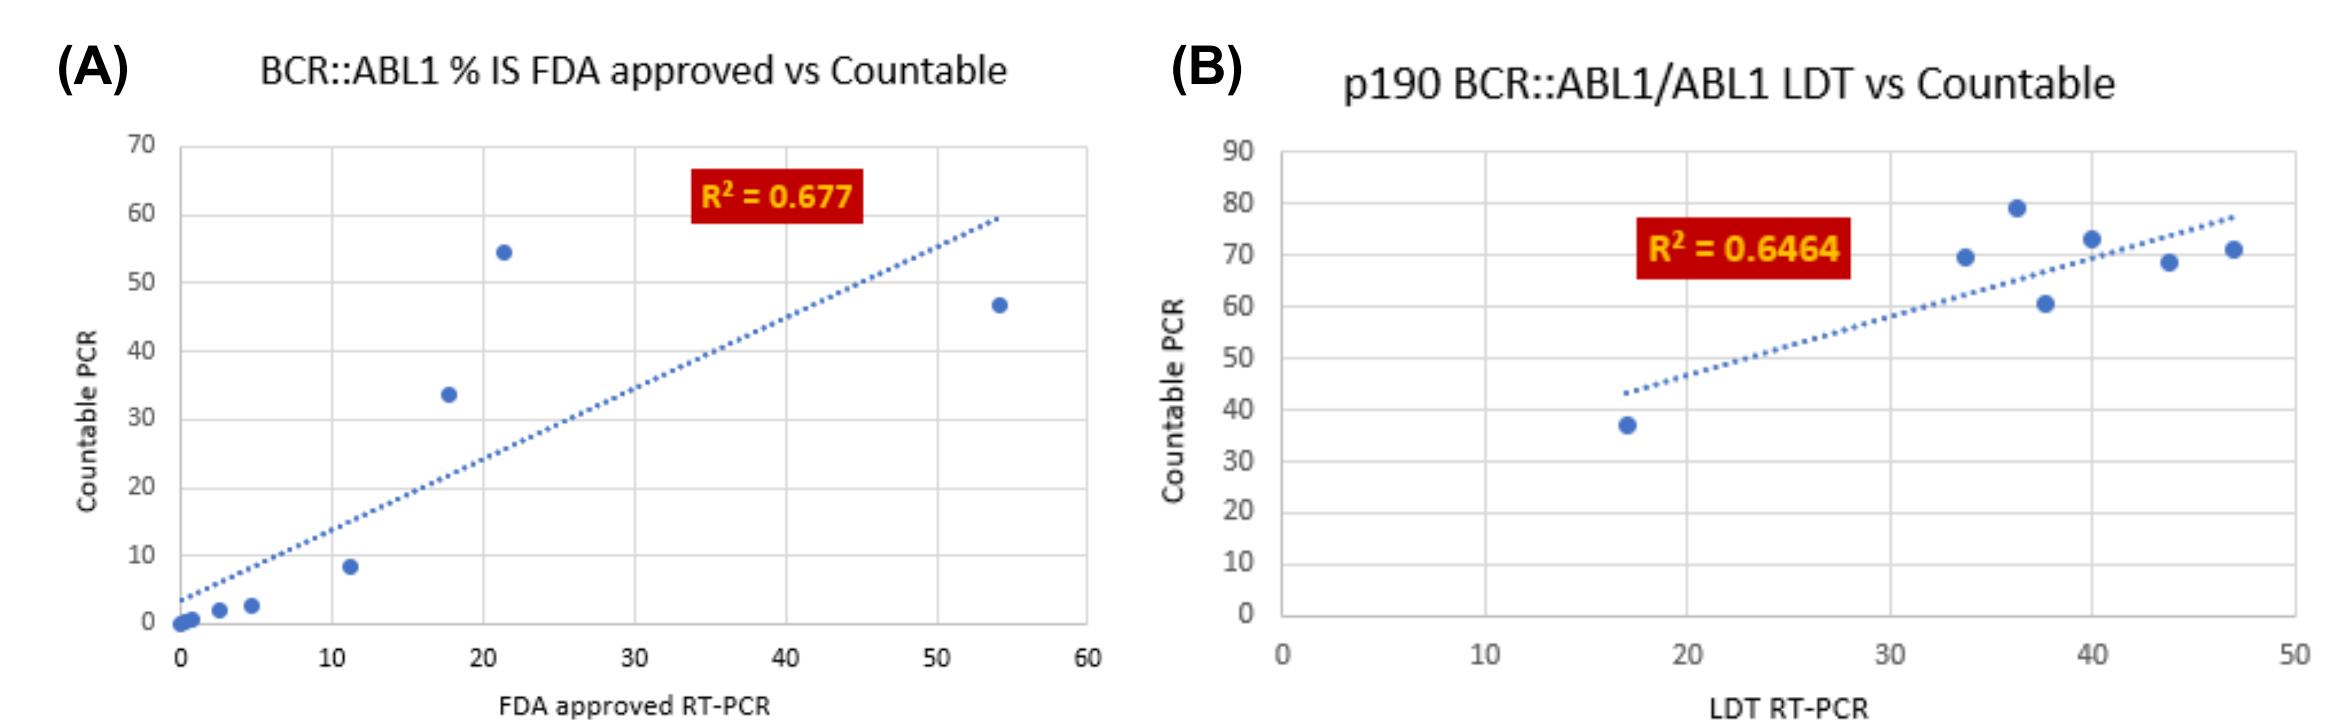 (A)
BCR::ABL1 % IS FDA approved vs Countable
70
60
50
40
30
20
10
0
R² = 0.677
Countable PCR
0 10 20 30 40 50 60
FDA approved RT-PCR
(B)
p190 BCR::ABL1/ABL1 LDT vs Countable
90
80
70
60
50
40
30
20
10
0
R² = 0.6464
Countable PCR
0 10 20 30 40 50
LDT RT-PCR